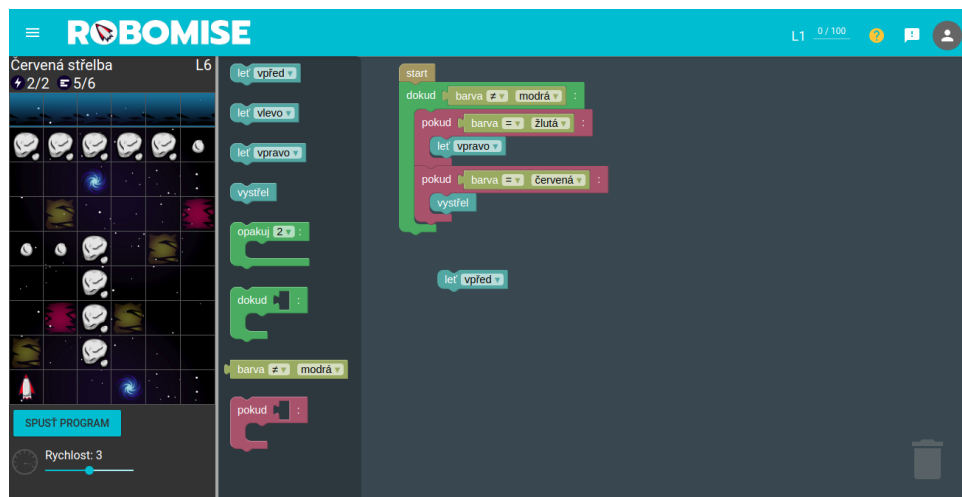 ROBOMISE
L1 0 / 100
Červená střelba L6
2/2 5/6
SPUSŤ PROGRAM
Rychlost: 3
leť vpřed
leť vlevo
leť vpravo
vystřel
opakuj 2 :
dokud :
barva ≠ modrá
pokud :
start
dokud barva ≠ modrá :
pokud barva = žlutá :
leť vpravo
pokud barva = červená :
vystřel
leť vpřed